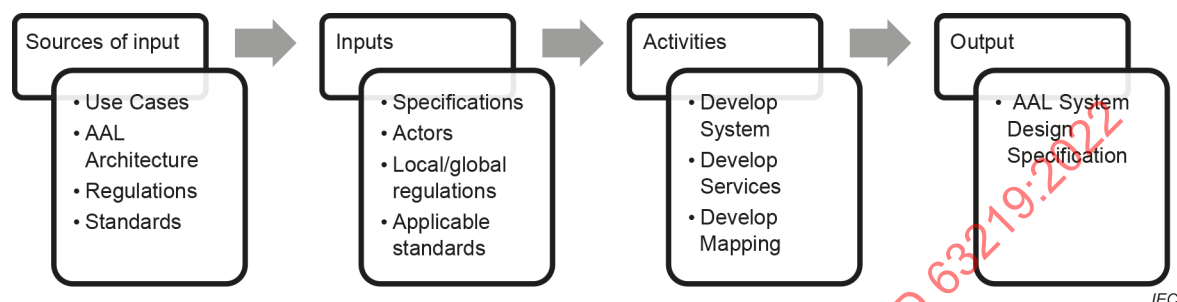 Sources of input
• Use Cases
• AAL
Architecture
• Regulations
• Standards
Inputs
• Specifications
• Actors
• Local/global
regulations
• Applicable
standards
Activities
• Develop
System
• Develop
Services
• Develop
Mapping
Output
• AAL System
Design
Specification
63219:2022
IEC